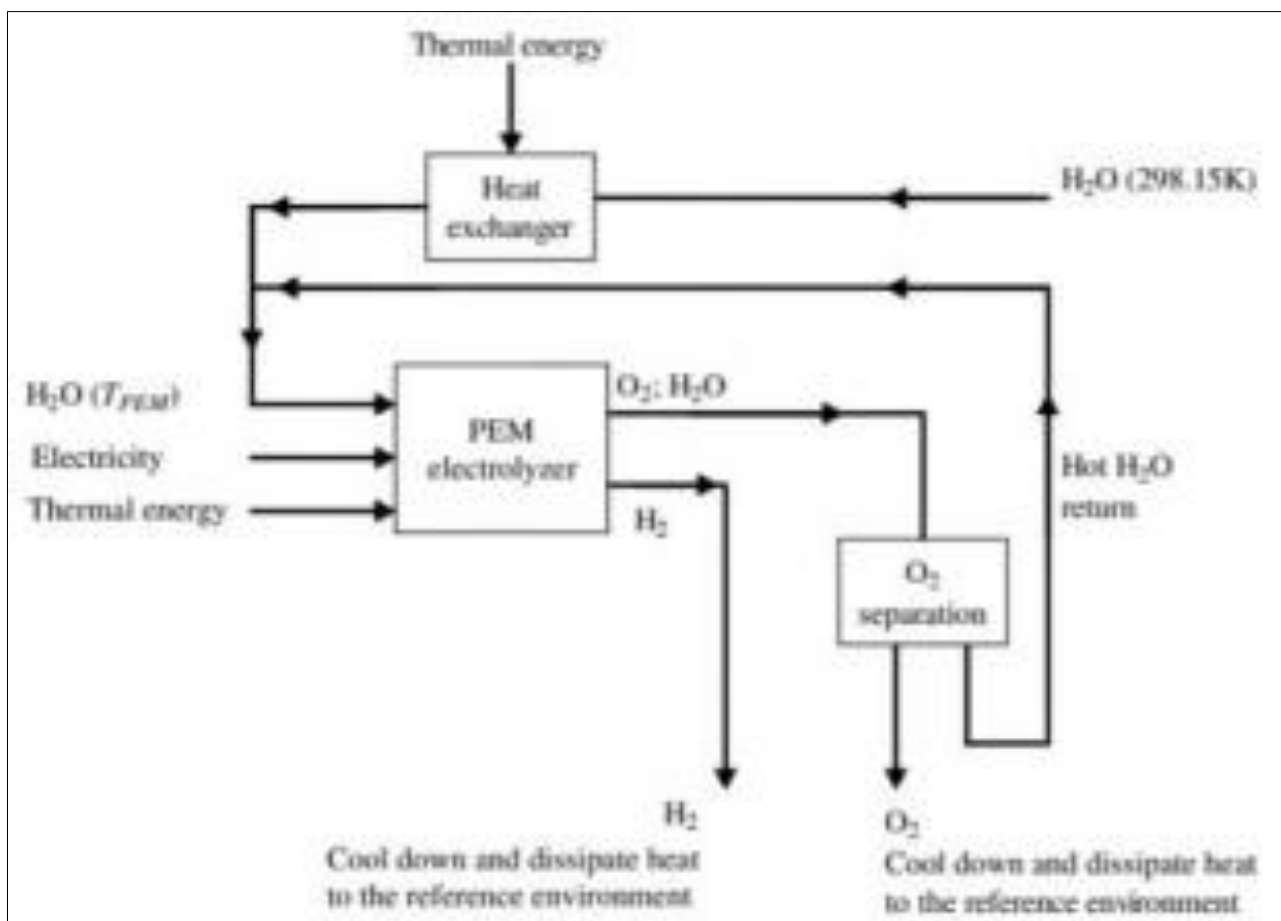 Thermal energy
Heat
exchanger
H₂O (298.15K)
H₂O (T_PEM)
Electricity
Thermal energy
PEM
electrolyzer
O₂; H₂O
H₂
Hot H₂O
return
O₂
separation
H₂
Cool down and dissipate heat
to the reference environment
O₂
Cool down and dissipate heat
to the reference environment